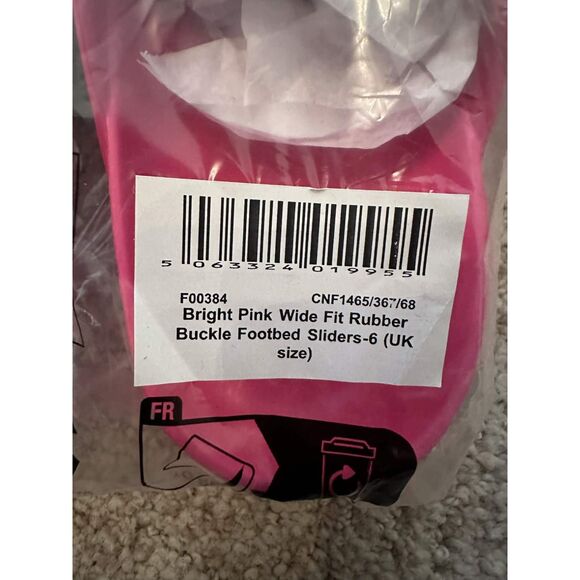 5 063324 019955
F00384 CNF1465/367/68
Bright Pink Wide Fit Rubber
Buckle Footbed Sliders-6 (UK
size)
FR